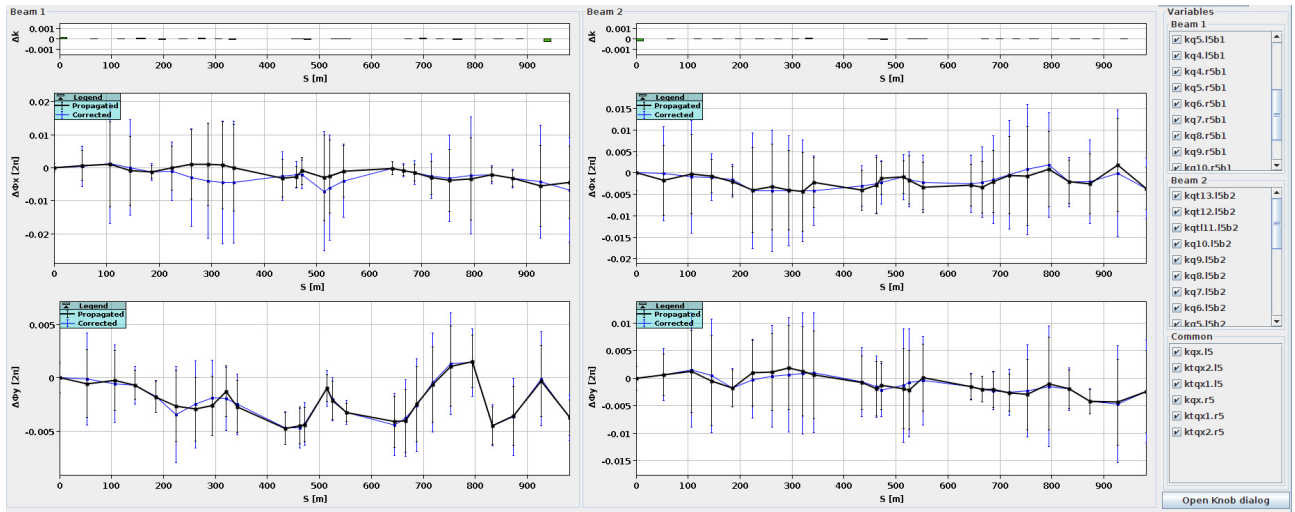 Beam 1
Δk
0.001
0
-0.001
0 100 200 300 400 500 600 700 800 900
S [m]
ΔΦx [2π]
0.02
0.01
0
-0.01
-0.02
Legend
Propagated
Corrected
0 100 200 300 400 500 600 700 800 900
S [m]
ΔΦy [2π]
0.005
0
-0.005
Legend
Propagated
Corrected
0 100 200 300 400 500 600 700 800 900
S [m]
Beam 2
Δk
0.001
0
-0.001
0 100 200 300 400 500 600 700 800 900
S [m]
ΔΦx [2π]
0.015
0.01
0.005
0
-0.005
-0.01
-0.015
-0.02
Legend
Propagated
Corrected
0 100 200 300 400 500 600 700 800 900
S [m]
ΔΦy [2π]
0.01
0.005
0
-0.005
-0.01
-0.015
Legend
Propagated
Corrected
0 100 200 300 400 500 600 700 800 900
S [m]
Variables
Beam 1
kq5.l5b1
kq4.l5b1
kq4.r5b1
kq5.r5b1
kq6.r5b1
kq7.r5b1
kq8.r5b1
kq9.r5b1
kq10.r5b1
Beam 2
kqt13.l5b2
kqt12.l5b2
kqtl11.l5b2
kq10.l5b2
kq9.l5b2
kq8.l5b2
kq7.l5b2
kq6.l5b2
kq5.l5b2
Common
kqx.l5
ktqx2.l5
ktqx1.l5
kqx.r5
ktqx1.r5
ktqx2.r5
Open Knob dialog